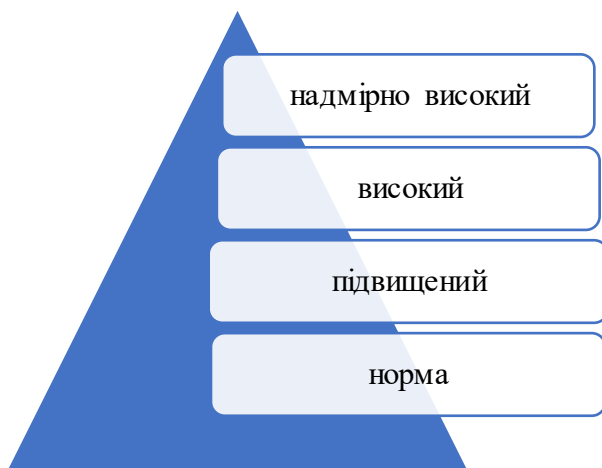 надмірно високий
високий
підвищений
норма